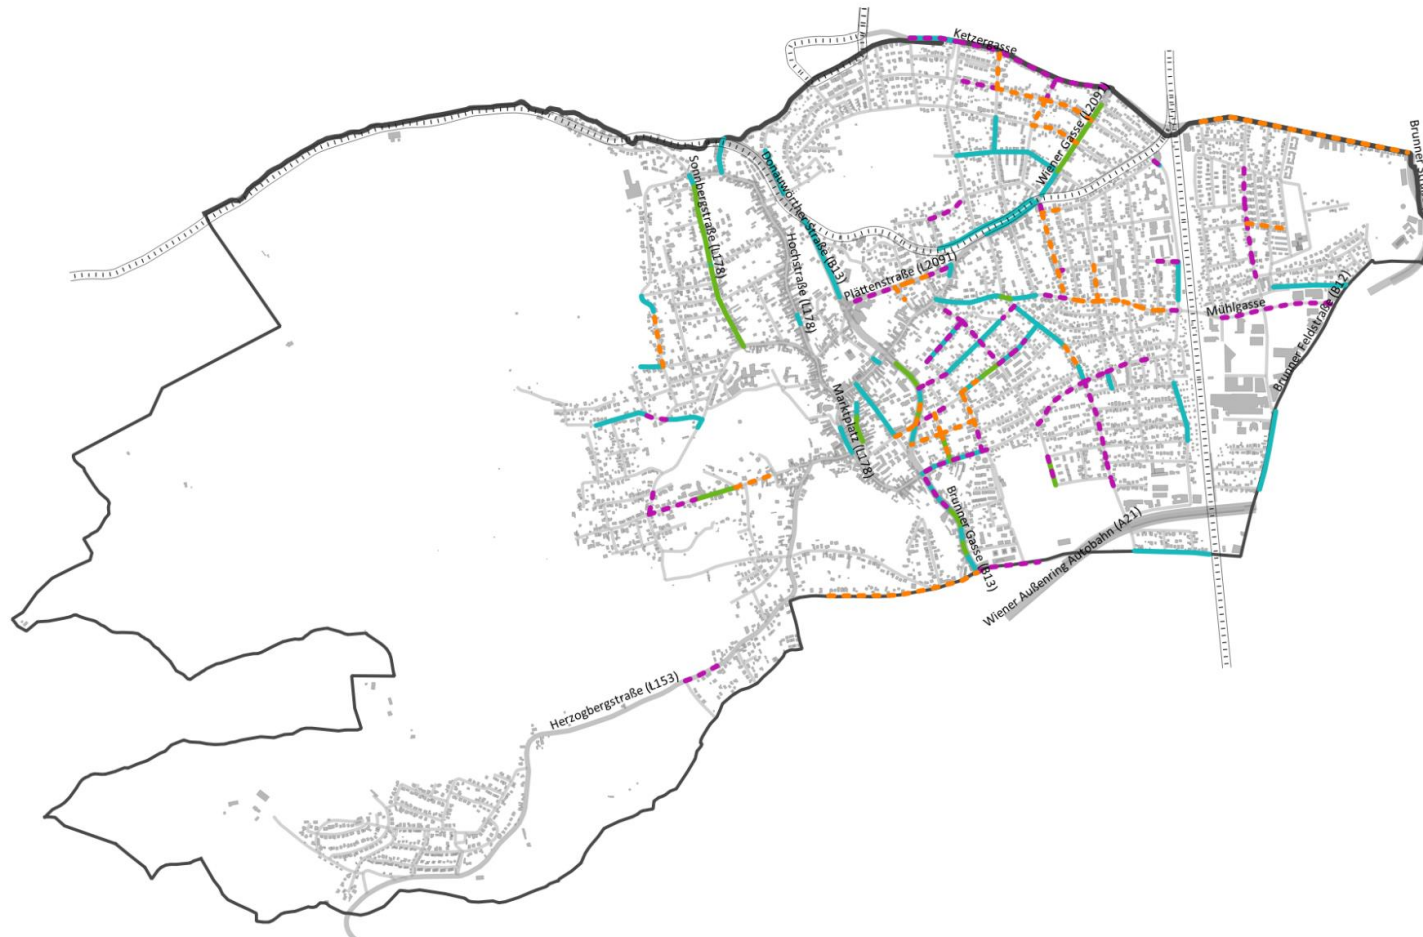 Ketzergasse
Wiener Gasse (L2091)
Brunner
Sonnbergstraße (L178)
Donauwörther Straße (B13)
Hochstraße (L178)
Plättenstraße (L2091)
Mühlgasse
Brunner Feldstraße (B12)
Marktplatz (L178)
Brunner Gasse (B13)
Wiener Außenring Autobahn (A21)
Herzogbergstraße (L153)